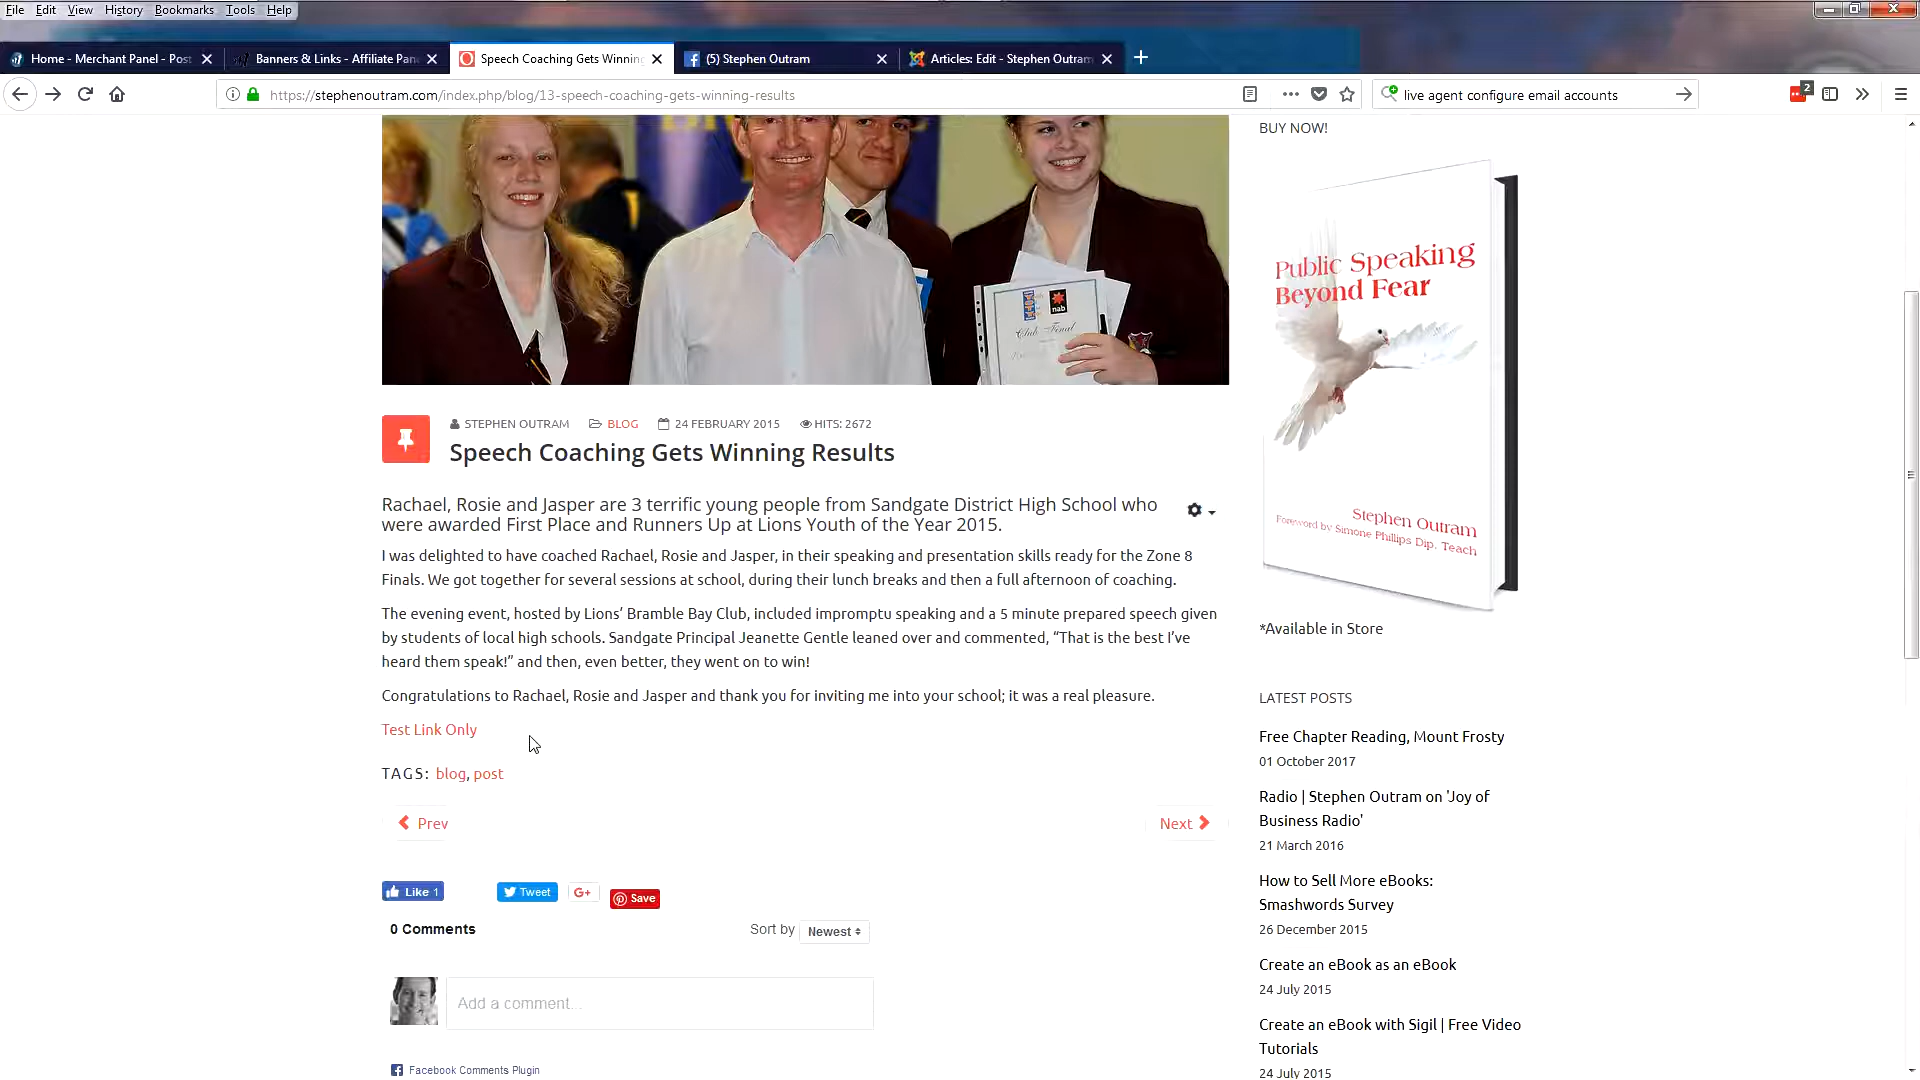 File Edit View History Bookmarks Tools Help
Home - Merchant Panel - Post
Banners & Links - Affiliate Pan
Speech Coaching Gets Winning
(5) Stephen Outram
Articles: Edit - Stephen Outram
https://stephenoutram.com/index.php/blog/13-speech-coaching-gets-winning-results
live agent configure email accounts
2
nab
Club Final
STEPHEN OUTRAM BLOG 24 FEBRUARY 2015 HITS: 2672
Speech Coaching Gets Winning Results
Rachael, Rosie and Jasper are 3 terrific young people from Sandgate District High School who
were awarded First Place and Runners Up at Lions Youth of the Year 2015.
I was delighted to have coached Rachael, Rosie and Jasper, in their speaking and presentation skills ready for the Zone 8
Finals. We got together for several sessions at school, during their lunch breaks and then a full afternoon of coaching.
The evening event, hosted by Lions’ Bramble Bay Club, included impromptu speaking and a 5 minute prepared speech given
by students of local high schools. Sandgate Principal Jeanette Gentle leaned over and commented, “That is the best I’ve
heard them speak!” and then, even better, they went on to win!
Congratulations to Rachael, Rosie and Jasper and thank you for inviting me into your school; it was a real pleasure.
Test Link Only
TAGS: blog, post
Prev
Next
Like 1
Tweet
G+
Save
0 Comments
Sort by Newest
Add a comment...
Facebook Comments Plugin
BUY NOW!
Public Speaking
Beyond Fear
Stephen Outram
Foreword by Simone Phillips Dip. Teach
*Available in Store
LATEST POSTS
Free Chapter Reading, Mount Frosty
01 October 2017
Radio | Stephen Outram on 'Joy of
Business Radio'
21 March 2016
How to Sell More eBooks:
Smashwords Survey
26 December 2015
Create an eBook as an eBook
24 July 2015
Create an eBook with Sigil | Free Video
Tutorials
24 July 2015